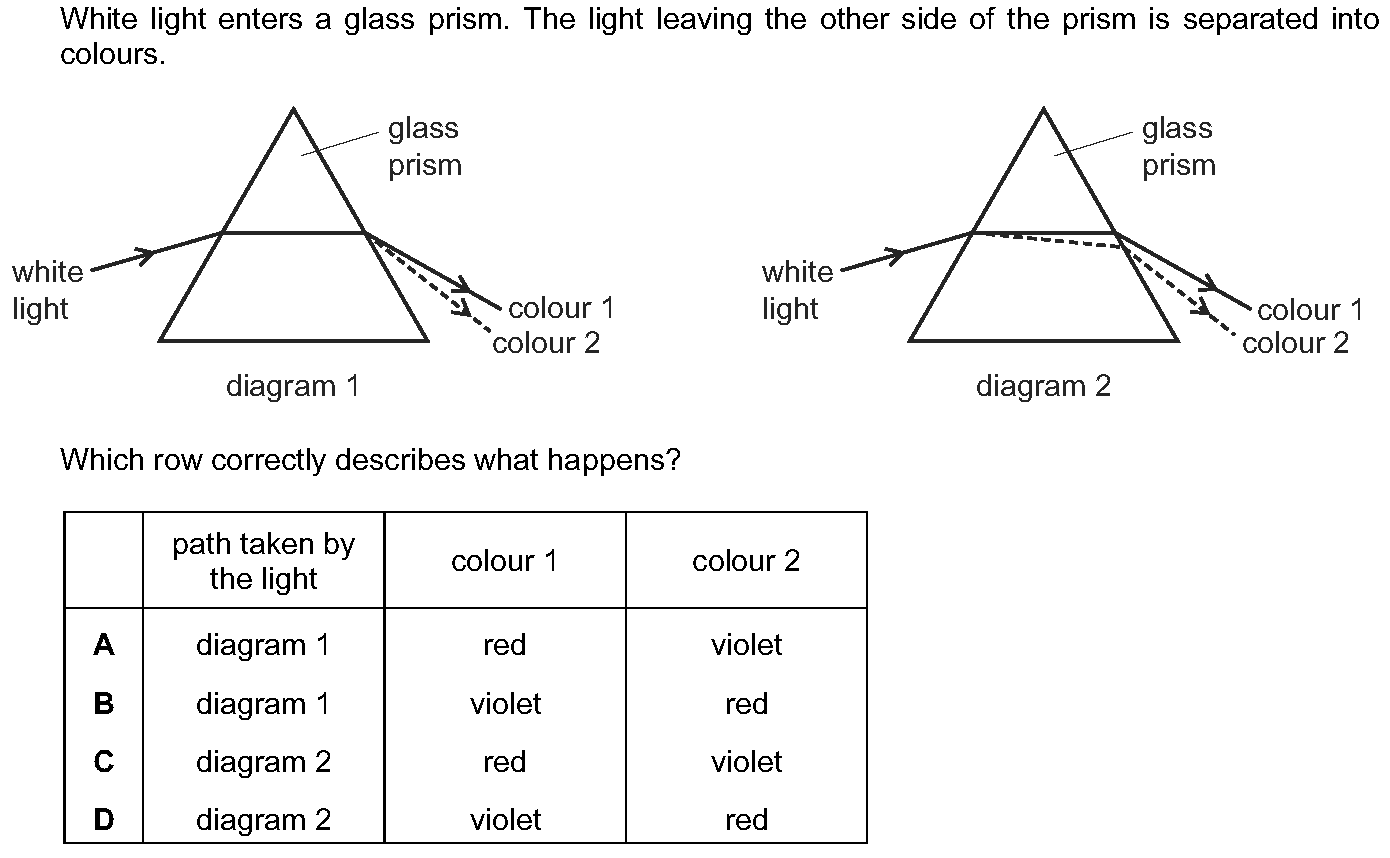 White light enters a glass prism. The light leaving the other side of the prism is separated into
colours.
glass
prism
white
light
colour 1
colour 2
diagram 1
glass
prism
white
light
colour 1
colour 2
diagram 2
Which row correctly describes what happens?
path taken by
the light
colour 1
colour 2
A diagram 1 red violet
B diagram 1 violet red
C diagram 2 red violet
D diagram 2 violet red